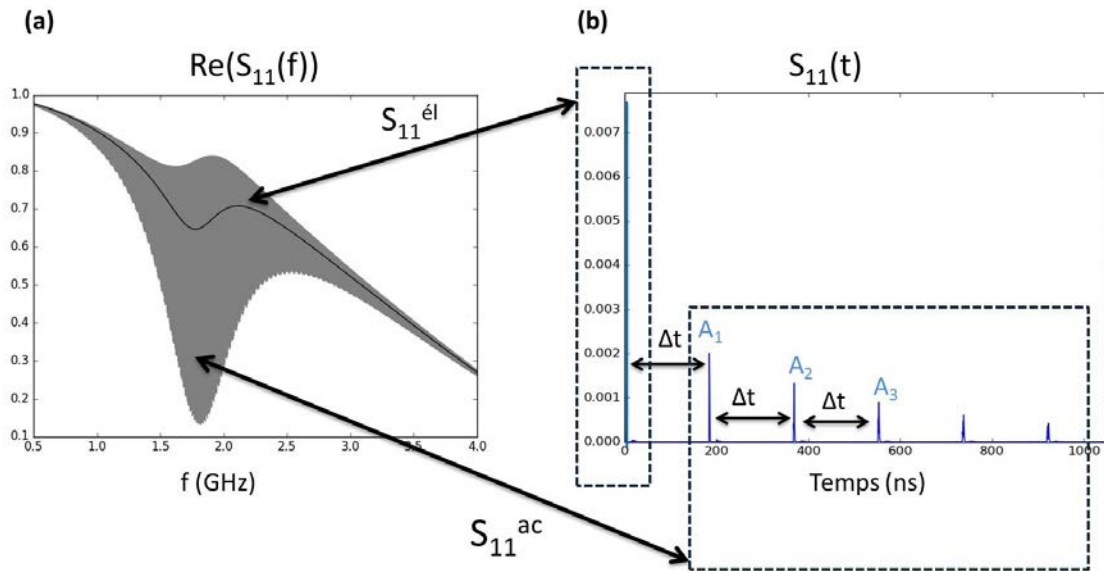 (a)
Re(S₁₁(f))
S₁₁ᵉˡ
1.0
0.9
0.8
0.7
0.6
0.5
0.4
0.3
0.2
0.1
0.5 1.0 1.5 2.0 2.5 3.0 3.5 4.0
f (GHz)
S₁₁ᵃᶜ
(b)
S₁₁(t)
0.007
0.006
0.005
0.004
0.003
0.002
0.001
0.000
A₁
Δt
A₂
Δt
A₃
Δt
0 200 400 600 800 1000
Temps (ns)